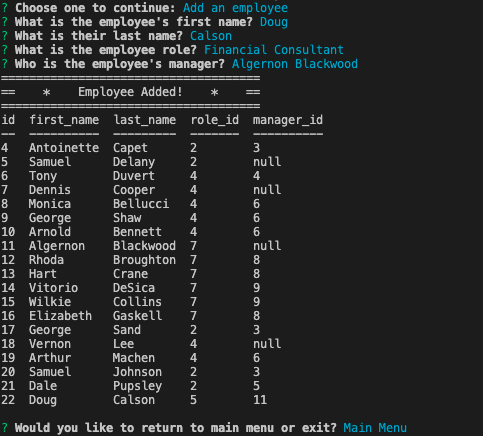 ? Choose one to continue: Add an employee
? What is the employee's first name? Doug
? What is their last name? Calson
? What is the employee role? Financial Consultant
? Who is the employee's manager? Algernon Blackwood
=====================================
==    *    Employee Added!    *    ==
=====================================
id  first_name  last_name  role_id  manager_id
--  ----------  ---------  -------  ----------
4   Antoinette  Capet      2        3
5   Samuel      Delany     2        null
6   Tony        Duvert     4        4
7   Dennis      Cooper     4        null
8   Monica      Bellucci   4        6
9   George      Shaw       4        6
10  Arnold      Bennett    4        6
11  Algernon    Blackwood  7        null
12  Rhoda       Broughton  7        8
13  Hart        Crane      7        8
14  Vitorio     DeSica     7        9
15  Wilkie      Collins    7        9
16  Elizabeth   Gaskell    7        8
17  George      Sand       2        3
18  Vernon      Lee        4        null
19  Arthur      Machen     4        6
20  Samuel      Johnson    2        3
21  Dale        Pupsley    2        5
22  Doug        Calson     5        11
? Would you like to return to main menu or exit? Main Menu